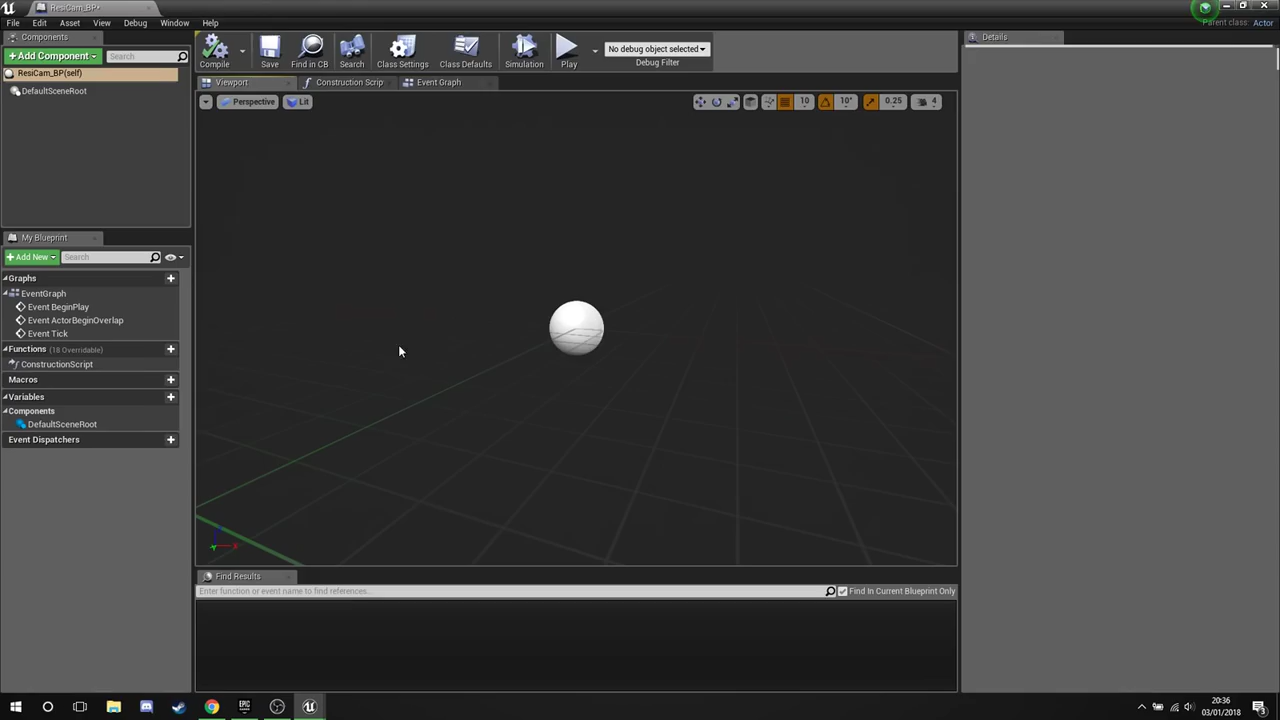 ResiCam_BP*
File Edit Asset View Debug Window Help
Parent class: Actor
Components
Add Component
Search
ResiCam_BP(self)
DefaultSceneRoot
My Blueprint
Add New
Search
Graphs
EventGraph
Event BeginPlay
Event ActorBeginOverlap
Event Tick
Functions (18 Overridable)
ConstructionScript
Macros
Variables
Components
DefaultSceneRoot
Event Dispatchers
Compile Save Find in CB Search Class Settings Class Defaults Simulation Play
No debug object selected
Debug Filter
Viewport Construction Scrip Event Graph
Perspective Lit
10 10° 0.25 4
Find Results
Enter function or event name to find references...
Find In Current Blueprint Only
Details
20:36
03/01/2018